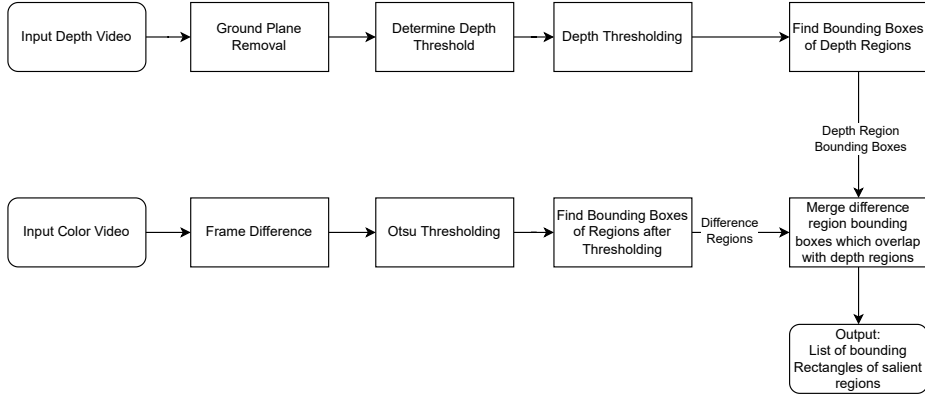 Input Depth Video
Ground Plane
Removal
Determine Depth
Threshold
Depth Thresholding
Find Bounding Boxes
of Depth Regions
Depth Region
Bounding Boxes
Input Color Video
Frame Difference
Otsu Thresholding
Find Bounding Boxes
of Regions after
Thresholding
Difference
Regions
Merge difference
region bounding
boxes which overlap
with depth regions
Output:
List of bounding
Rectangles of salient
regions